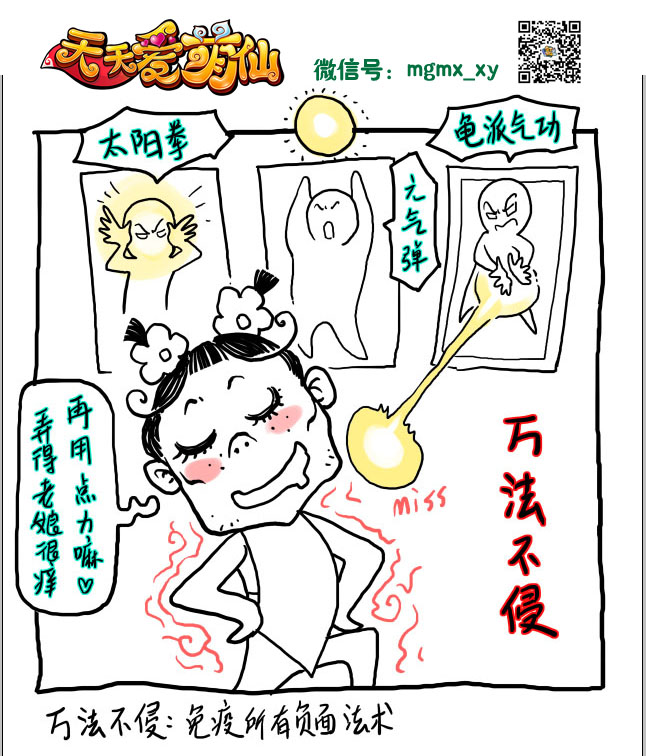 天天爱萌仙
微信号：mgmx_xy
太阳拳
元气弹
龟派气功
再用点力嘛♡
弄得老娘很痒
miss
万法不侵
万法不侵：免疫所有负面法术